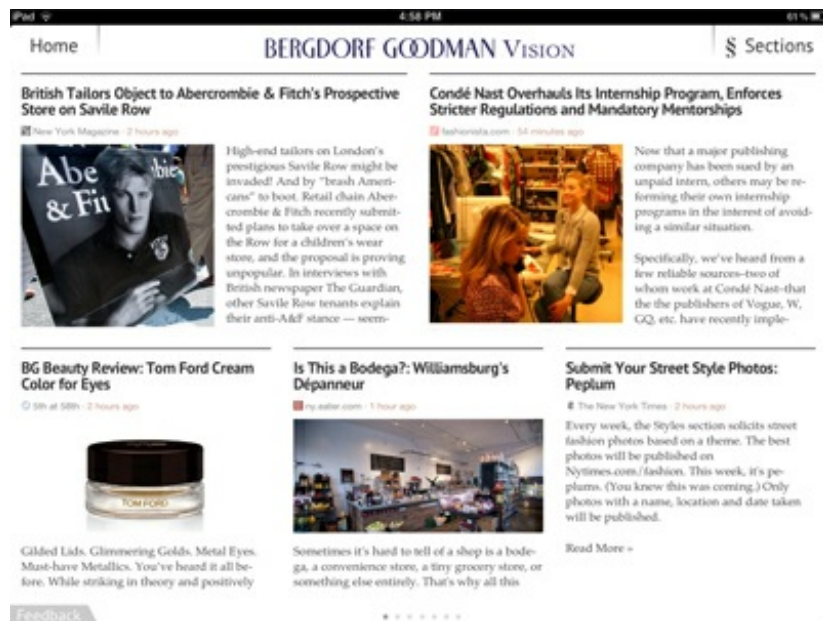 iPad
4:58 PM
61%
Home
BERGDORF GOODMAN VISION
§ Sections
British Tailors Object to Abercrombie & Fitch's Prospective
Store on Savile Row
New York Magazine · 2 hours ago
Abe
bie
& Fit
High-end tailors on London's
prestigious Savile Row might be
invaded! And by "brash Ameri-
cans" to boot. Retail chain Aber-
crombie & Fitch recently submit-
ted plans to take over a space on
the Row for a children's wear
store, and the proposal is proving
unpopular. In interviews with
British newspaper The Guardian,
other Savile Row tenants explain
their anti-A&F stance — seem-
Condé Nast Overhauls Its Internship Program, Enforces
Stricter Regulations and Mandatory Mentorships
fashionista.com · 54 minutes ago
Now that a major publishing
company has been sued by an
unpaid intern, others may be re-
forming their own internship
programs in the interest of avoid-
ing a similar situation.
Specifically, we've heard from a
few reliable sources–two of
whom work at Condé Nast–that
the the publishers of Vogue, W,
GQ, etc. have recently imple-
BG Beauty Review: Tom Ford Cream
Color for Eyes
5th at 58th · 2 hours ago
TOM FORD
Gilded Lids. Glimmering Golds. Metal Eyes.
Must-have Metallics. You've heard it all be-
fore. While striking in theory and positively
Is This a Bodega?: Williamsburg's
Dépanneur
ny.eater.com · 1 hour ago
Sometimes it's hard to tell of a shop is a bode-
ga, a convenience store, a tiny grocery store, or
something else entirely. That's why all this
Submit Your Street Style Photos:
Peplum
The New York Times · 2 hours ago
Every week, the Styles section solicits street
fashion photos based on a theme. The best
photos will be published on
Nytimes.com/fashion. This week, it's pe-
plums. (You knew this was coming.) Only
photos with a name, location and date taken
will be published.
Read More »
Feedback